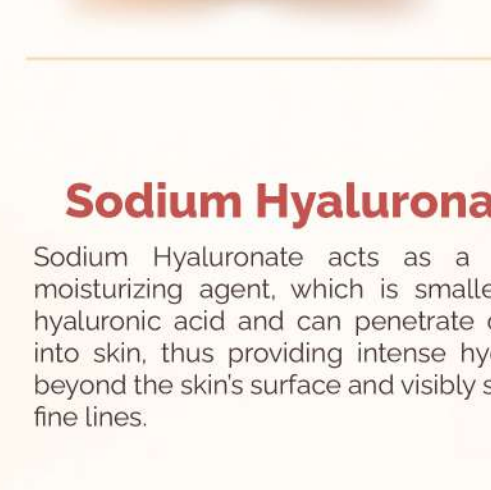 Sodium Hyalurona
Sodium Hyaluronate acts as a
moisturizing agent, which is smalle
hyaluronic acid and can penetrate
into skin, thus providing intense hy
beyond the skin's surface and visibly s
fine lines.